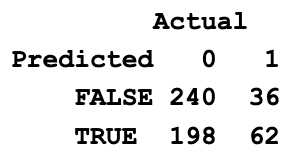 Actual
Predicted 0 1
FALSE 240 36
TRUE 198 62